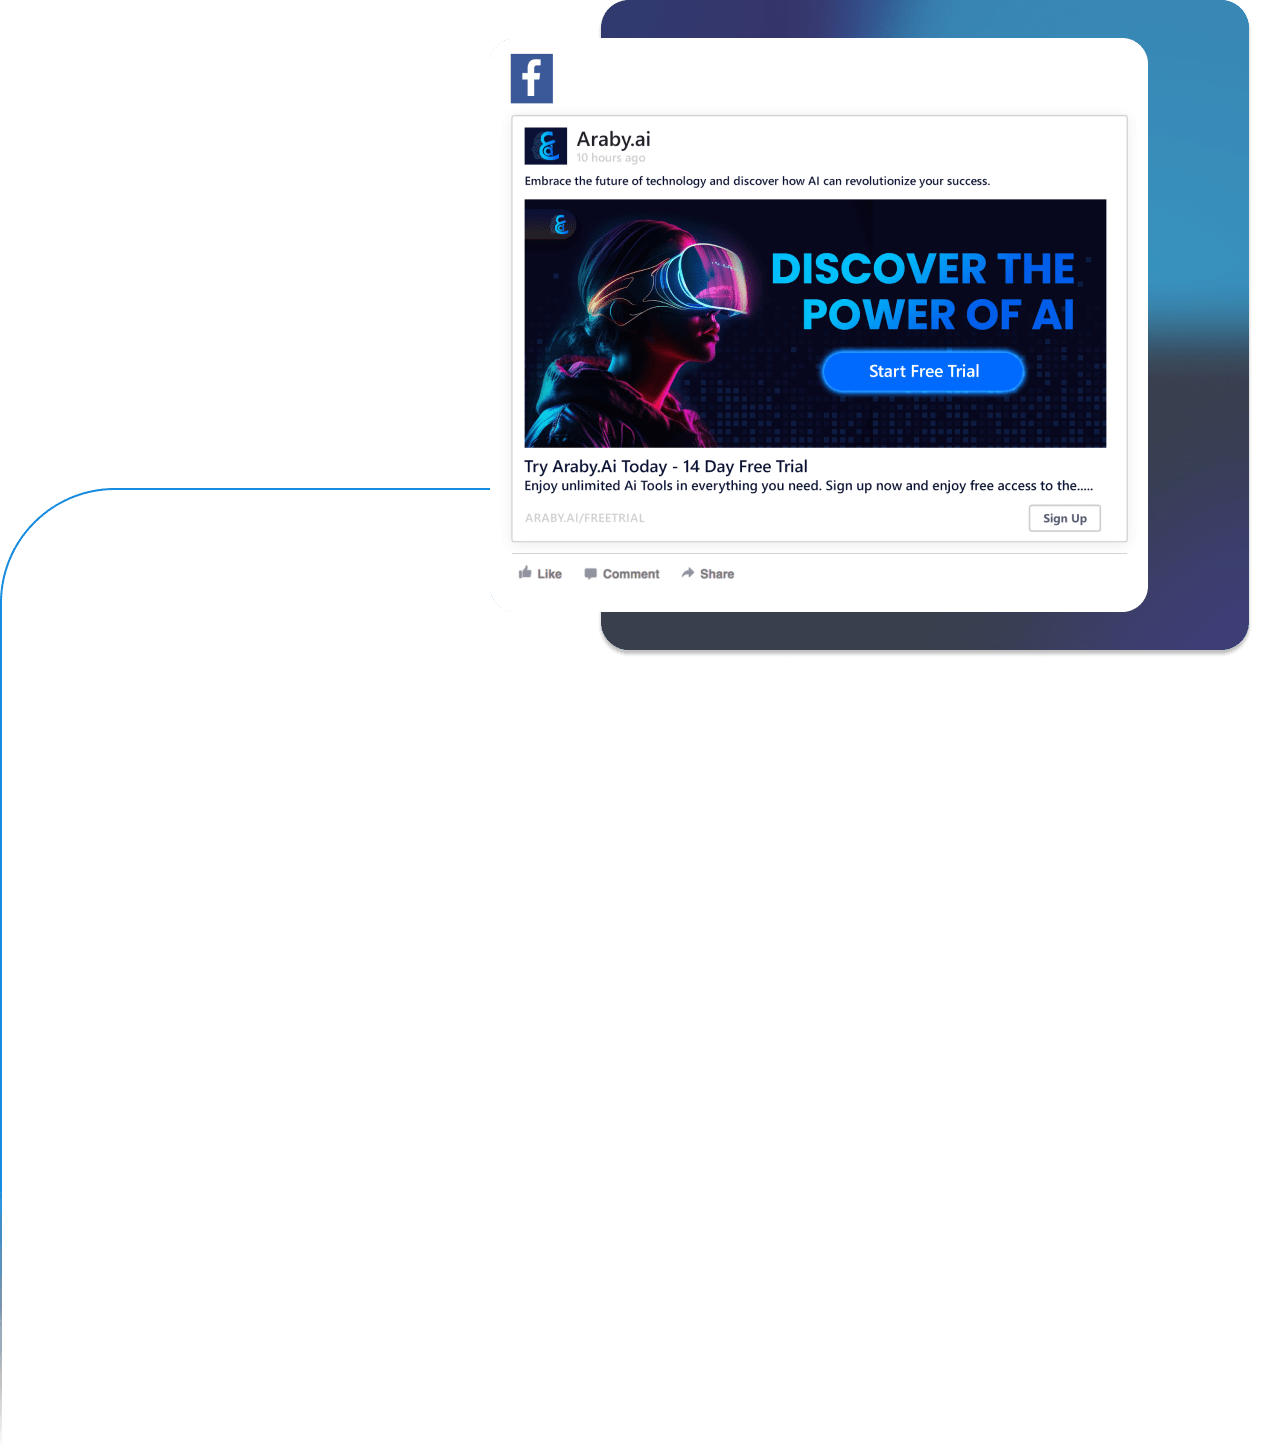 Araby.ai
10 hours ago
Embrace the future of technology and discover how AI can revolutionize your success.
DISCOVER THE
POWER OF AI
Start Free Trial
Try Araby.Ai Today - 14 Day Free Trial
Enjoy unlimited Ai Tools in everything you need. Sign up now and enjoy free access to the.....
ARABY.AI/FREETRIAL
Sign Up
Like Comment Share